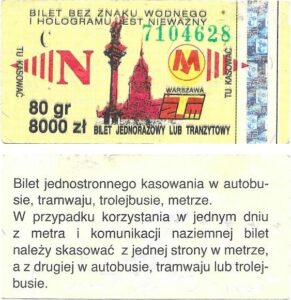 BILET BEZ ZNAKU WODNEGO
I HOLOGRAMU JEST NIEWAŻNY
7104628
TU KASOWAĆ
N
M
TU KASOWAĆ
WARSZAWA
80 gr
8000 zł
BILET JEDNORAZOWY LUB TRANZYTOWY
Bilet jednostronnego kasowania w autobu-
sie, tramwaju, trolejbusie, metrze.
W przypadku korzystania w jednym dniu
z metra i komunikacji naziemnej bilet
należy skasować z jednej strony w metrze,
a z drugiej w autobusie, tramwaju lub trolej-
busie.